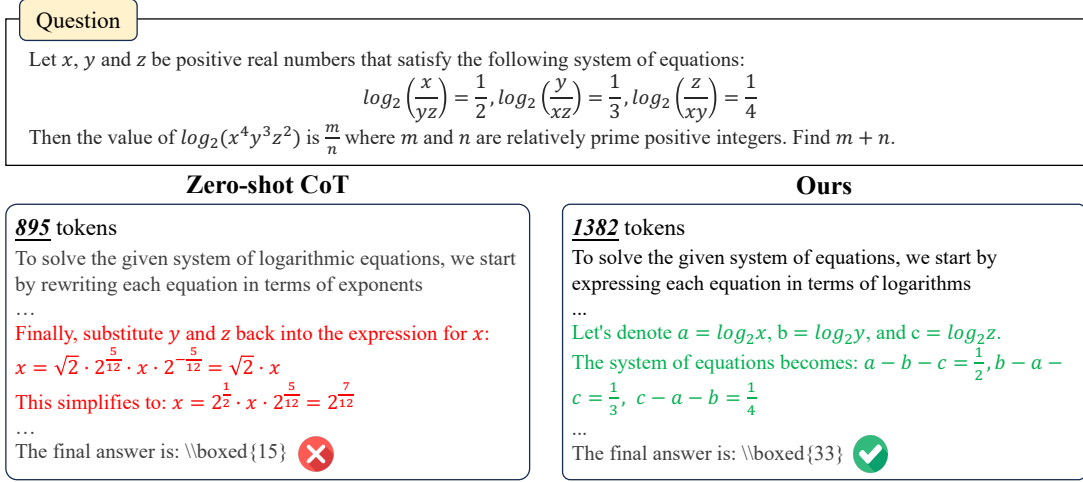 Question
Let x, y and z be positive real numbers that satisfy the following system of equations:
log₂(x/yz) = 1/2, log₂(y/xz) = 1/3, log₂(z/xy) = 1/4
Then the value of log₂(x⁴y³z²) is m/n where m and n are relatively prime positive integers. Find m + n.
Zero-shot CoT
895 tokens
To solve the given system of logarithmic equations, we start
by rewriting each equation in terms of exponents
…
Finally, substitute y and z back into the expression for x:
x = √2 · 2^(5/12) · x · 2^(−5/12) = √2 · x
This simplifies to: x = 2^(1/2) · x · 2^(5/12) = 2^(7/12)
…
The final answer is: \\boxed{15}
Ours
1382 tokens
To solve the given system of equations, we start by
expressing each equation in terms of logarithms
...
Let's denote a = log₂x, b = log₂y, and c = log₂z.
The system of equations becomes: a − b − c = 1/2, b − a −
c = 1/3, c − a − b = 1/4
...
The final answer is: \\boxed{33}